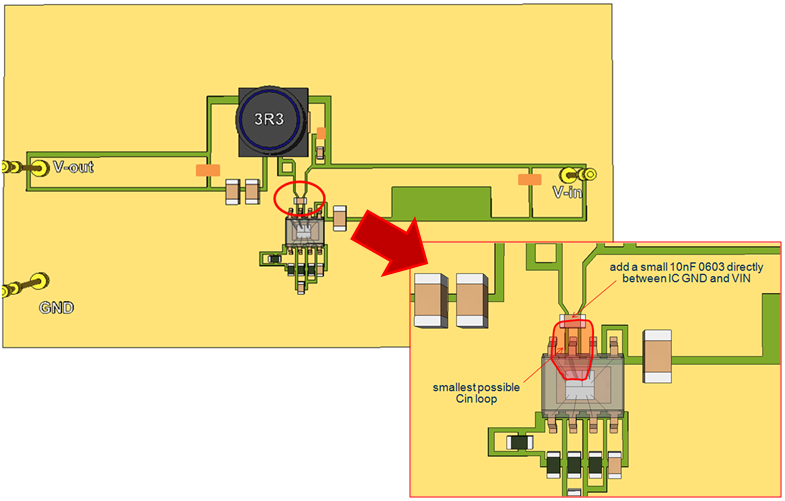 3R3
V-out
V-in
GND
add a small 10nF 0603 directly
between IC GND and VIN
smallest possible
Cin loop